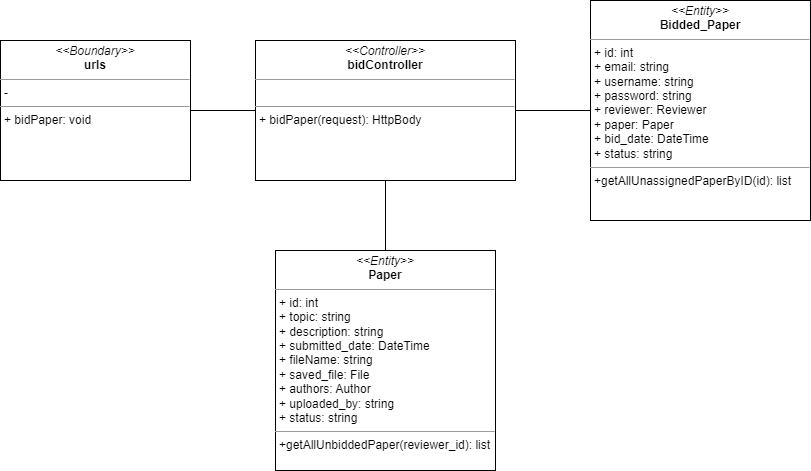 <<Boundary>>
urls
-
+ bidPaper: void
<<Controller>>
bidController
+ bidPaper(request): HttpBody
<<Entity>>
Bidded_Paper
+ id: int
+ email: string
+ username: string
+ password: string
+ reviewer: Reviewer
+ paper: Paper
+ bid_date: DateTime
+ status: string
+getAllUnassignedPaperByID(id): list
<<Entity>>
Paper
+ id: int
+ topic: string
+ description: string
+ submitted_date: DateTime
+ fileName: string
+ saved_file: File
+ authors: Author
+ uploaded_by: string
+ status: string
+getAllUnbiddedPaper(reviewer_id): list